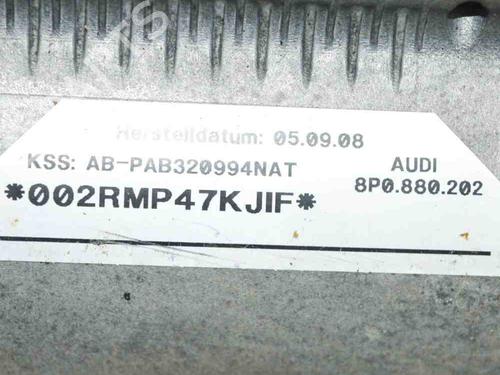 Herstelldatum: 05.09.08
KSS: AB-PAB320994NAT
AUDI
*002RMP47KJIF*
8P0.880.202